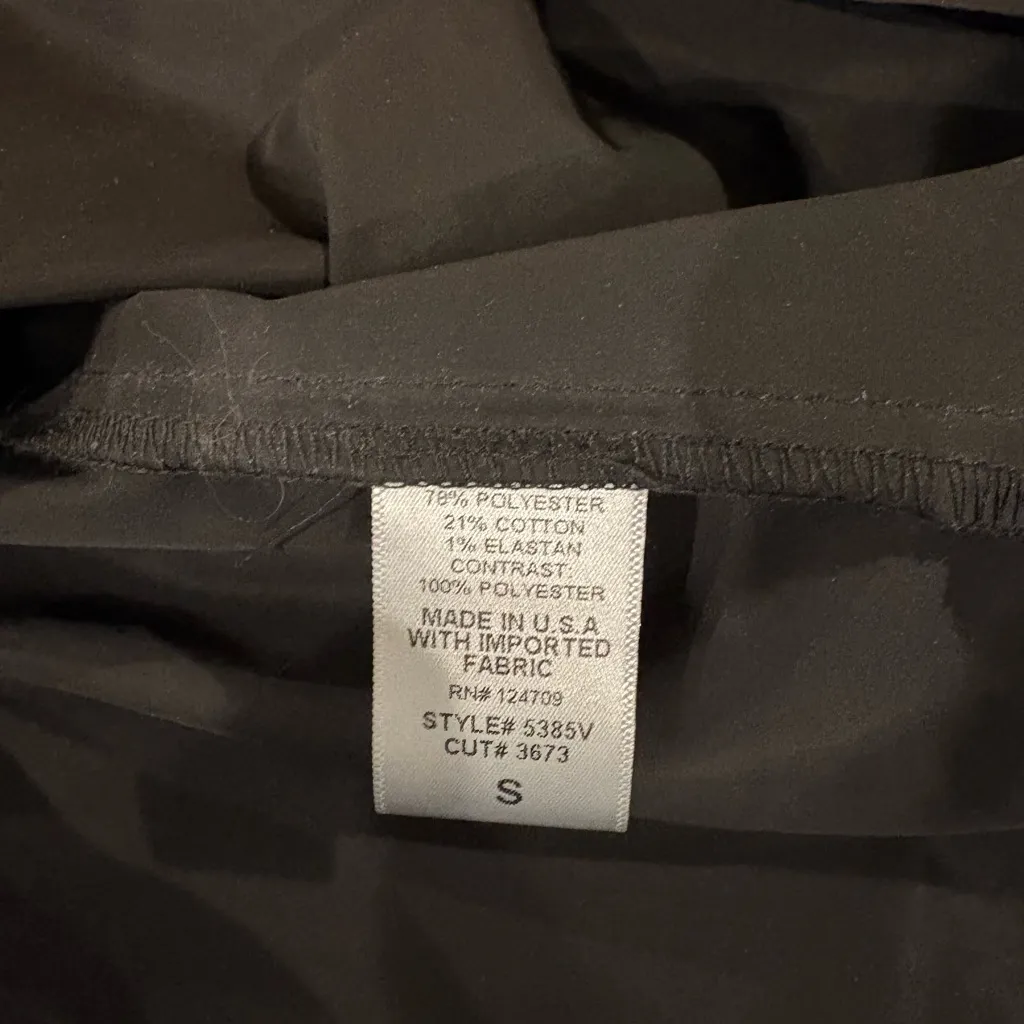 78% POLYESTER
21% COTTON
1% ELASTAN
CONTRAST:
100% POLYESTER
MADE IN U.S.A
WITH IMPORTED
FABRIC
RN# 124709
STYLE# 5385V
CUT# 3673
S